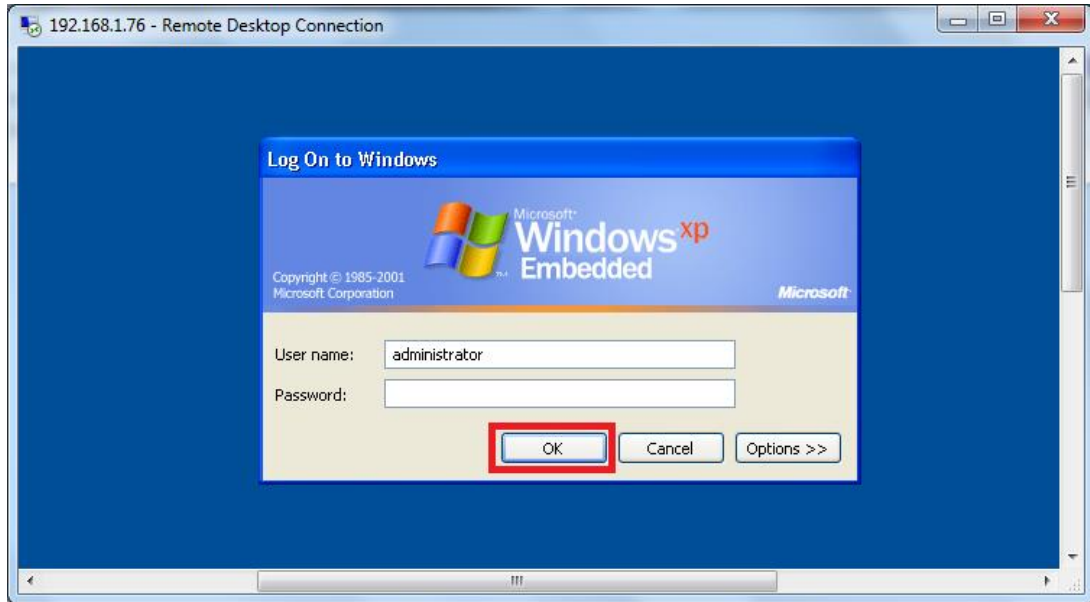 192.168.1.76 - Remote Desktop Connection
Log On to Windows
Microsoft
Windows xp
Embedded
Copyright © 1985-2001
Microsoft Corporation
Microsoft
User name: administrator
Password:
OK Cancel Options >>